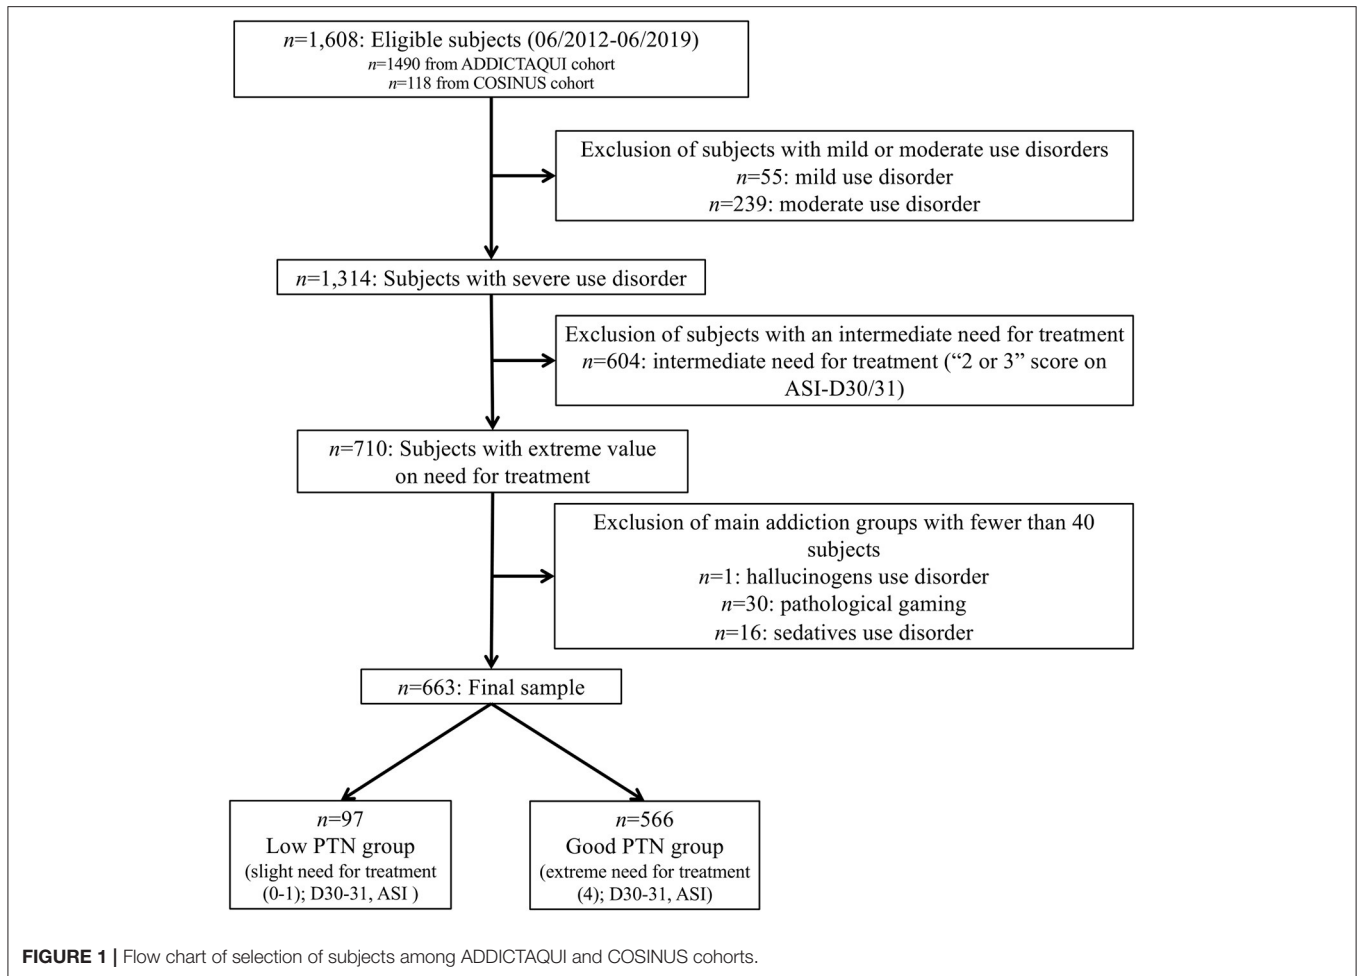 n=1,608: Eligible subjects (06/2012-06/2019)
n=1490 from ADDICTAQUI cohort
n=118 from COSINUS cohort
Exclusion of subjects with mild or moderate use disorders
n=55: mild use disorder
n=239: moderate use disorder
n=1,314: Subjects with severe use disorder
Exclusion of subjects with an intermediate need for treatment
n=604: intermediate need for treatment (“2 or 3” score on
ASI-D30/31)
n=710: Subjects with extreme value
on need for treatment
Exclusion of main addiction groups with fewer than 40
subjects
n=1: hallucinogens use disorder
n=30: pathological gaming
n=16: sedatives use disorder
n=663: Final sample
n=97
Low PTN group
(slight need for treatment
(0-1); D30-31, ASI )
n=566
Good PTN group
(extreme need for treatment
(4); D30-31, ASI)
FIGURE 1 | Flow chart of selection of subjects among ADDICTAQUI and COSINUS cohorts.